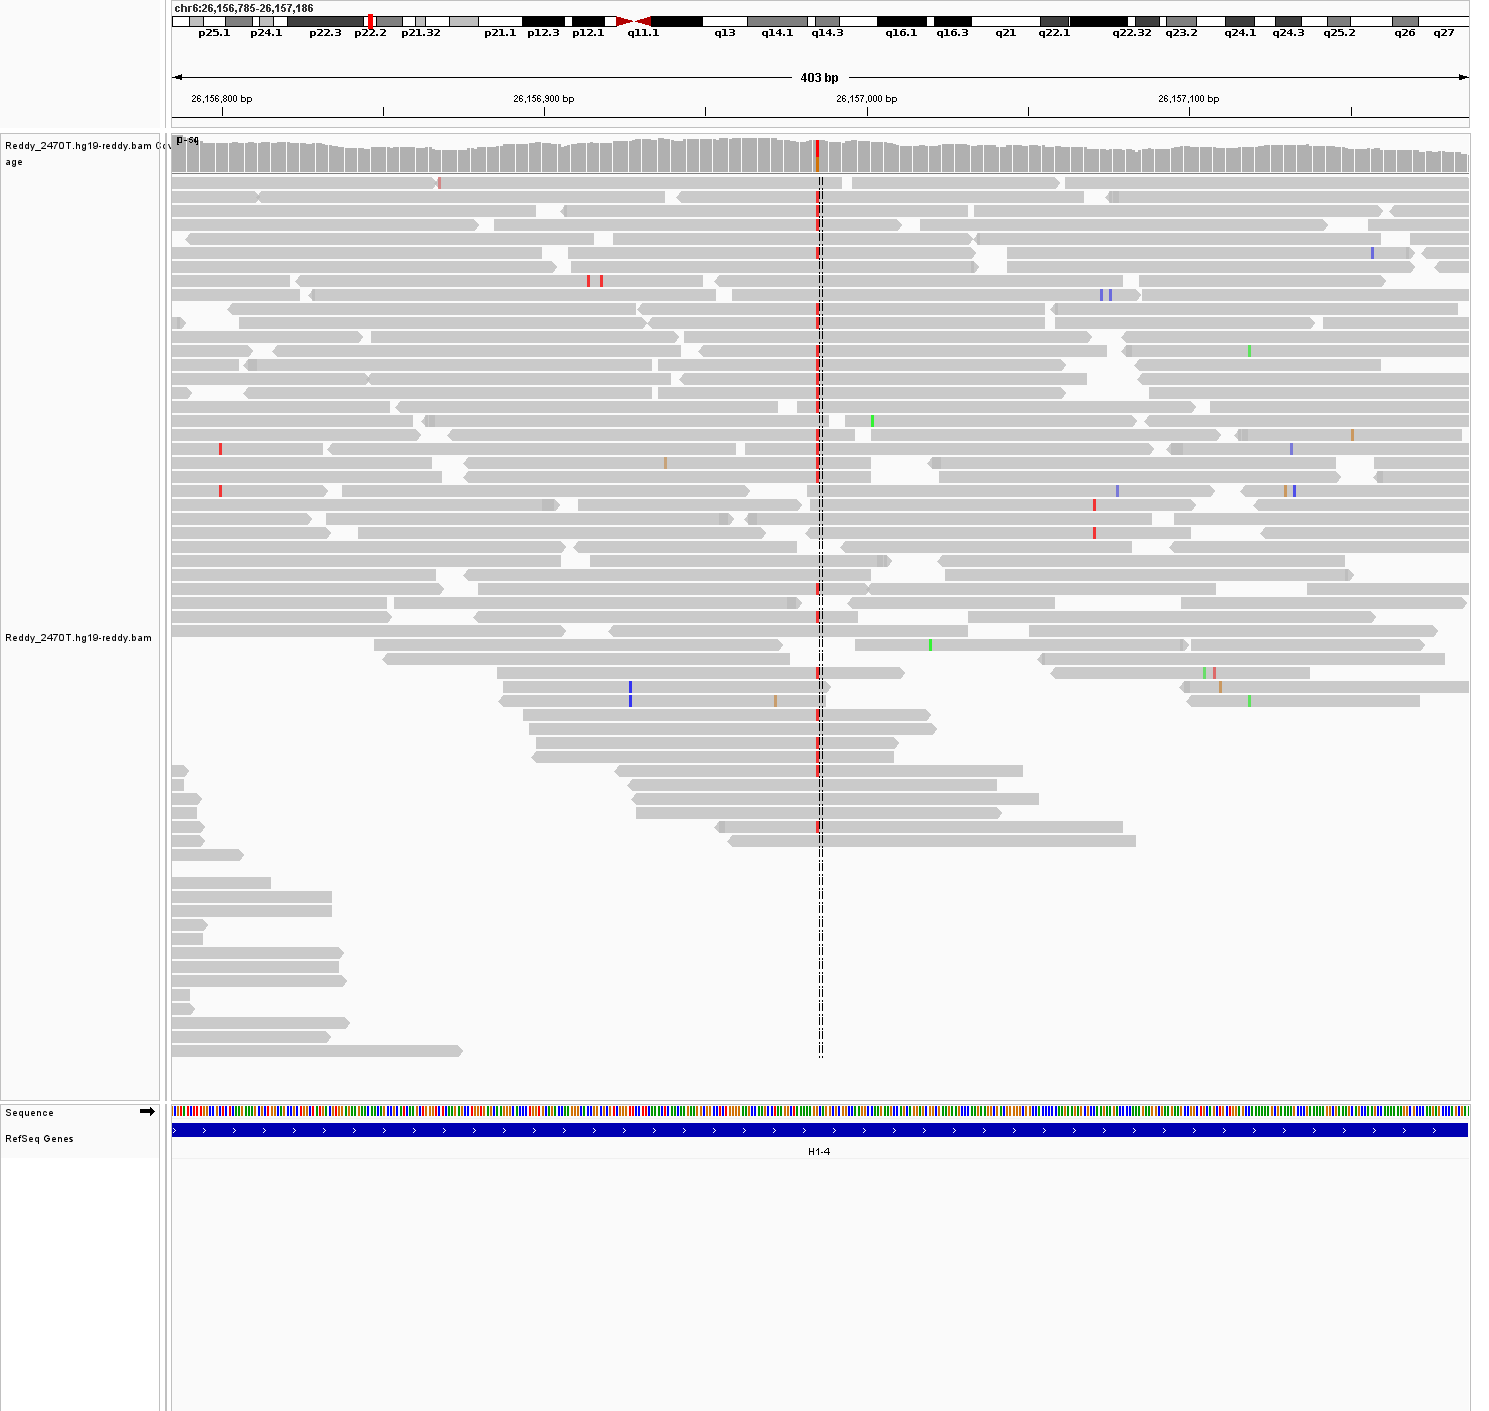 chr6:26,156,785-26,157,186
p25.1 p24.1 p22.3 p22.2 p21.32 p21.1 p12.3 p12.1 q11.1 q13 q14.1 q14.3 q16.1 q16.3 q21 q22.1 q22.32 q23.2 q24.1 q24.3 q25.2 q26 q27
403 bp
26,156,800 bp 26,156,900 bp 26,157,000 bp 26,157,100 bp
Reddy_2470T.hg19-reddy.bam
age
Reddy_2470T.hg19-reddy.bam
Sequence
RefSeq Genes
H1-4